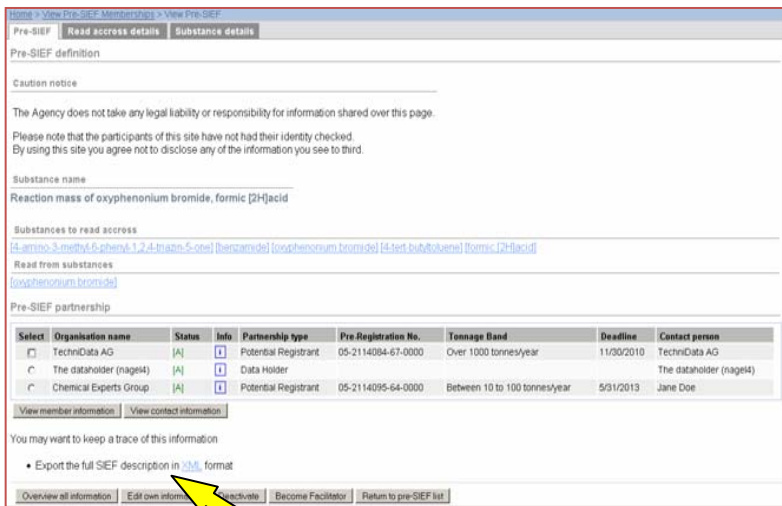 Home > View Pre-SIEF Memberships > View Pre-SIEF
Pre-SIEF Read accross details Substance details
Pre-SIEF definition
Caution notice
The Agency does not take any legal liability or responsibility for information shared over this page.
Please note that the participants of this site have not had their identity checked.
By using this site you agree not to disclose any of the information you see to third.
Substance name
Reaction mass of oxyphenonium bromide, formic [2H]acid
Substances to read accross
[4-amino-3-methyl-6-phenyl-1,2,4-triazin-5-one] [benzamide] [oxyphenonium bromide] [4-tert-butyltoluene] [formic [2H]acid]
Read from substances
[oxyphenonium bromide]
Pre-SIEF partnership
Select Organisation name Status Info Partnership type Pre-Registration No. Tonnage Band Deadline Contact person
TechniData AG [A] i Potential Registrant 05-2114084-67-0000 Over 1000 tonnes/year 11/30/2010 TechniData AG
The dataholder (nagel4) [A] i Data Holder The dataholder (nagel4)
Chemical Experts Group [A] i Potential Registrant 05-2114095-64-0000 Between 10 to 100 tonnes/year 5/31/2013 Jane Doe
View member information View contact information
You may want to keep a trace of this information
• Export the full SIEF description in XML format
Overview all information Edit own informa Deactivate Become Facilitator Return to pre-SIEF list